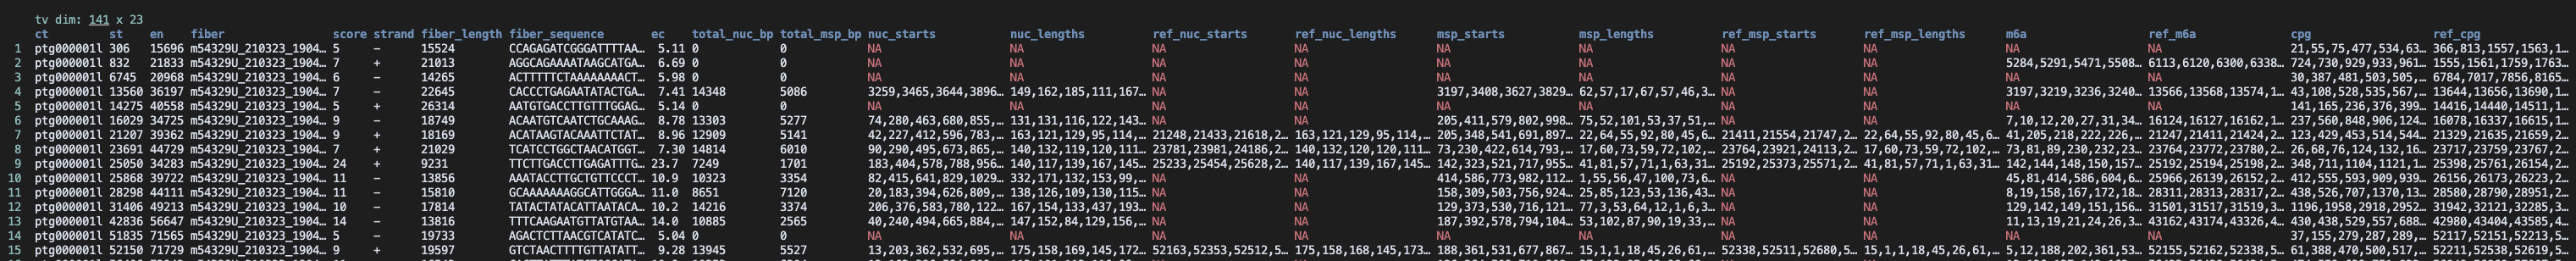 tv dim: 141 x 23
ct st en fiber score strand fiber_length fiber_sequence ec total_nuc_bp total_msp_bp nuc_starts nuc_lengths ref_nuc_starts ref_nuc_lengths msp_starts msp_lengths ref_msp_starts ref_msp_lengths m6a ref_m6a cpg ref_cpg
1 ptg000001l 306 15696 m54329U_210323_1904… 5 - 15524 CCAGAGATCGGGATTTTAA… 5.11 0 0 NA NA NA NA NA NA NA NA NA NA 21,55,75,477,534,63… 366,813,1557,1563,1…
2 ptg000001l 832 21833 m54329U_210323_1904… 7 + 21013 AGGCAGAAAATAAGCATGA… 6.69 0 0 NA NA NA NA NA NA NA NA 5284,5291,5471,5508… 6113,6120,6300,6338… 724,730,929,933,961… 1555,1561,1759,1763…
3 ptg000001l 6745 20968 m54329U_210323_1904… 6 - 14265 ACTTTTTCTAAAAAAAACT… 5.98 0 0 NA NA NA NA NA NA NA NA NA NA 30,387,481,503,505,… 6784,7017,7856,8165…
4 ptg000001l 13560 36197 m54329U_210323_1904… 7 - 22645 CACCCTGAGAATATACTGA… 7.41 14348 5086 3259,3465,3644,3896… 149,162,185,111,167… NA NA 3197,3408,3627,3829… 62,57,17,67,57,46,3… NA NA 3197,3219,3236,3240… 13566,13568,13574,1… 43,108,528,535,567,… 13644,13656,13690,1…
5 ptg000001l 14275 40558 m54329U_210323_1904… 5 + 26314 AATGTGACCTTGTTTGGAG… 5.14 0 0 NA NA NA NA NA NA NA NA NA NA 141,165,236,376,399… 14416,14440,14511,1…
6 ptg000001l 16029 34725 m54329U_210323_1904… 9 - 18749 ACAATGTCAATCTGCAAAG… 8.78 13303 5277 74,280,463,680,855,… 131,131,116,122,143… NA NA 205,411,579,802,998… 75,52,101,53,37,51,… NA NA 7,10,12,20,27,31,34… 16124,16127,16162,1… 237,560,848,906,124… 16078,16337,16615,1…
7 ptg000001l 21207 39362 m54329U_210323_1904… 9 + 18169 ACATAAGTACAAATTCTAT… 8.96 12909 5141 42,227,412,596,783,… 163,121,129,95,114,… 21248,21433,21618,2… 163,121,129,95,114,… 205,348,541,691,897… 22,64,55,92,80,45,6… 21411,21554,21747,2… 22,64,55,92,80,45,6… 41,205,218,222,226,… 21247,21411,21424,2… 123,429,453,514,544… 21329,21635,21659,2…
8 ptg000001l 23691 44729 m54329U_210323_1904… 7 + 21029 TCATCCTGGCTAACATGGT… 7.30 14814 6010 90,290,495,673,865,… 140,132,119,120,111… 23781,23981,24186,2… 140,132,120,120,111… 73,230,422,614,793,… 17,60,73,59,72,102,… 23764,23921,24113,2… 17,60,73,59,72,102,… 73,81,89,230,232,23… 23764,23772,23780,2… 26,68,76,124,132,16… 23717,23759,23767,2…
9 ptg000001l 25050 34283 m54329U_210323_1904… 24 + 9231 TTCTTGACCTTGAGATTTG… 23.7 7249 1701 183,404,578,788,956… 140,117,139,167,145… 25233,25454,25628,2… 140,117,139,167,145… 142,323,521,717,955… 41,81,57,71,1,63,31… 25192,25373,25571,2… 41,81,57,71,1,63,31… 142,144,148,150,157… 25192,25194,25198,2… 348,711,1104,1121,1… 25398,25761,26154,2…
10 ptg000001l 25868 39722 m54329U_210323_1904… 11 - 13856 AAATACCTTGCTGTTCCCT… 10.9 10323 3354 82,415,641,829,1029… 332,171,132,153,99,… NA NA 414,586,773,982,112… 1,55,56,47,100,73,6… NA NA 45,81,414,586,604,6… 25966,26139,26152,2… 412,555,593,909,939… 26156,26173,26223,2…
11 ptg000001l 28298 44111 m54329U_210323_1904… 11 - 15810 GCAAAAAAAGGCATTGGGA… 11.0 8651 7120 20,183,394,626,809,… 138,126,109,130,115… NA NA 158,309,503,756,924… 25,85,123,53,136,43… NA NA 8,19,158,167,172,18… 28311,28313,28317,2… 438,526,707,1370,13… 28580,28790,28951,2…
12 ptg000001l 31406 49213 m54329U_210323_1904… 10 - 17814 TATACTATACATTAATACA… 10.2 14216 3374 206,376,583,780,122… 167,154,133,437,193… NA NA 129,373,530,716,121… 77,3,53,64,12,1,6,3… NA NA 129,142,149,151,156… 31501,31517,31519,3… 1196,1958,2918,2952… 31942,32121,32285,3…
13 ptg000001l 42836 56647 m54329U_210323_1904… 14 - 13816 TTTCAAGAATGTTATGTAA… 14.0 10885 2565 40,240,494,665,884,… 147,152,84,129,156,… NA NA 187,392,578,794,104… 53,102,87,90,19,33,… NA NA 11,13,19,21,24,26,3… 43162,43174,43326,4… 430,438,529,557,688… 42980,43404,43585,4…
14 ptg000001l 51835 71565 m54329U_210323_1904… 5 - 19733 AGACTCTTAACGTCATATC… 5.04 0 0 NA NA NA NA NA NA NA NA NA NA 37,155,279,287,289,… 52117,52151,52213,5…
15 ptg000001l 52150 71729 m54329U_210323_1904… 9 + 19597 GTCTAACTTTTGTTATATT… 9.28 13945 5527 13,203,362,532,695,… 175,158,169,145,172… 52163,52353,52512,5… 175,158,168,145,173… 188,361,531,677,867… 15,1,1,18,45,26,61,… 52338,52511,52680,5… 15,1,1,18,45,26,61,… 5,12,188,202,361,53… 52155,52162,52338,5… 61,388,470,500,517,… 52211,52538,52619,5…